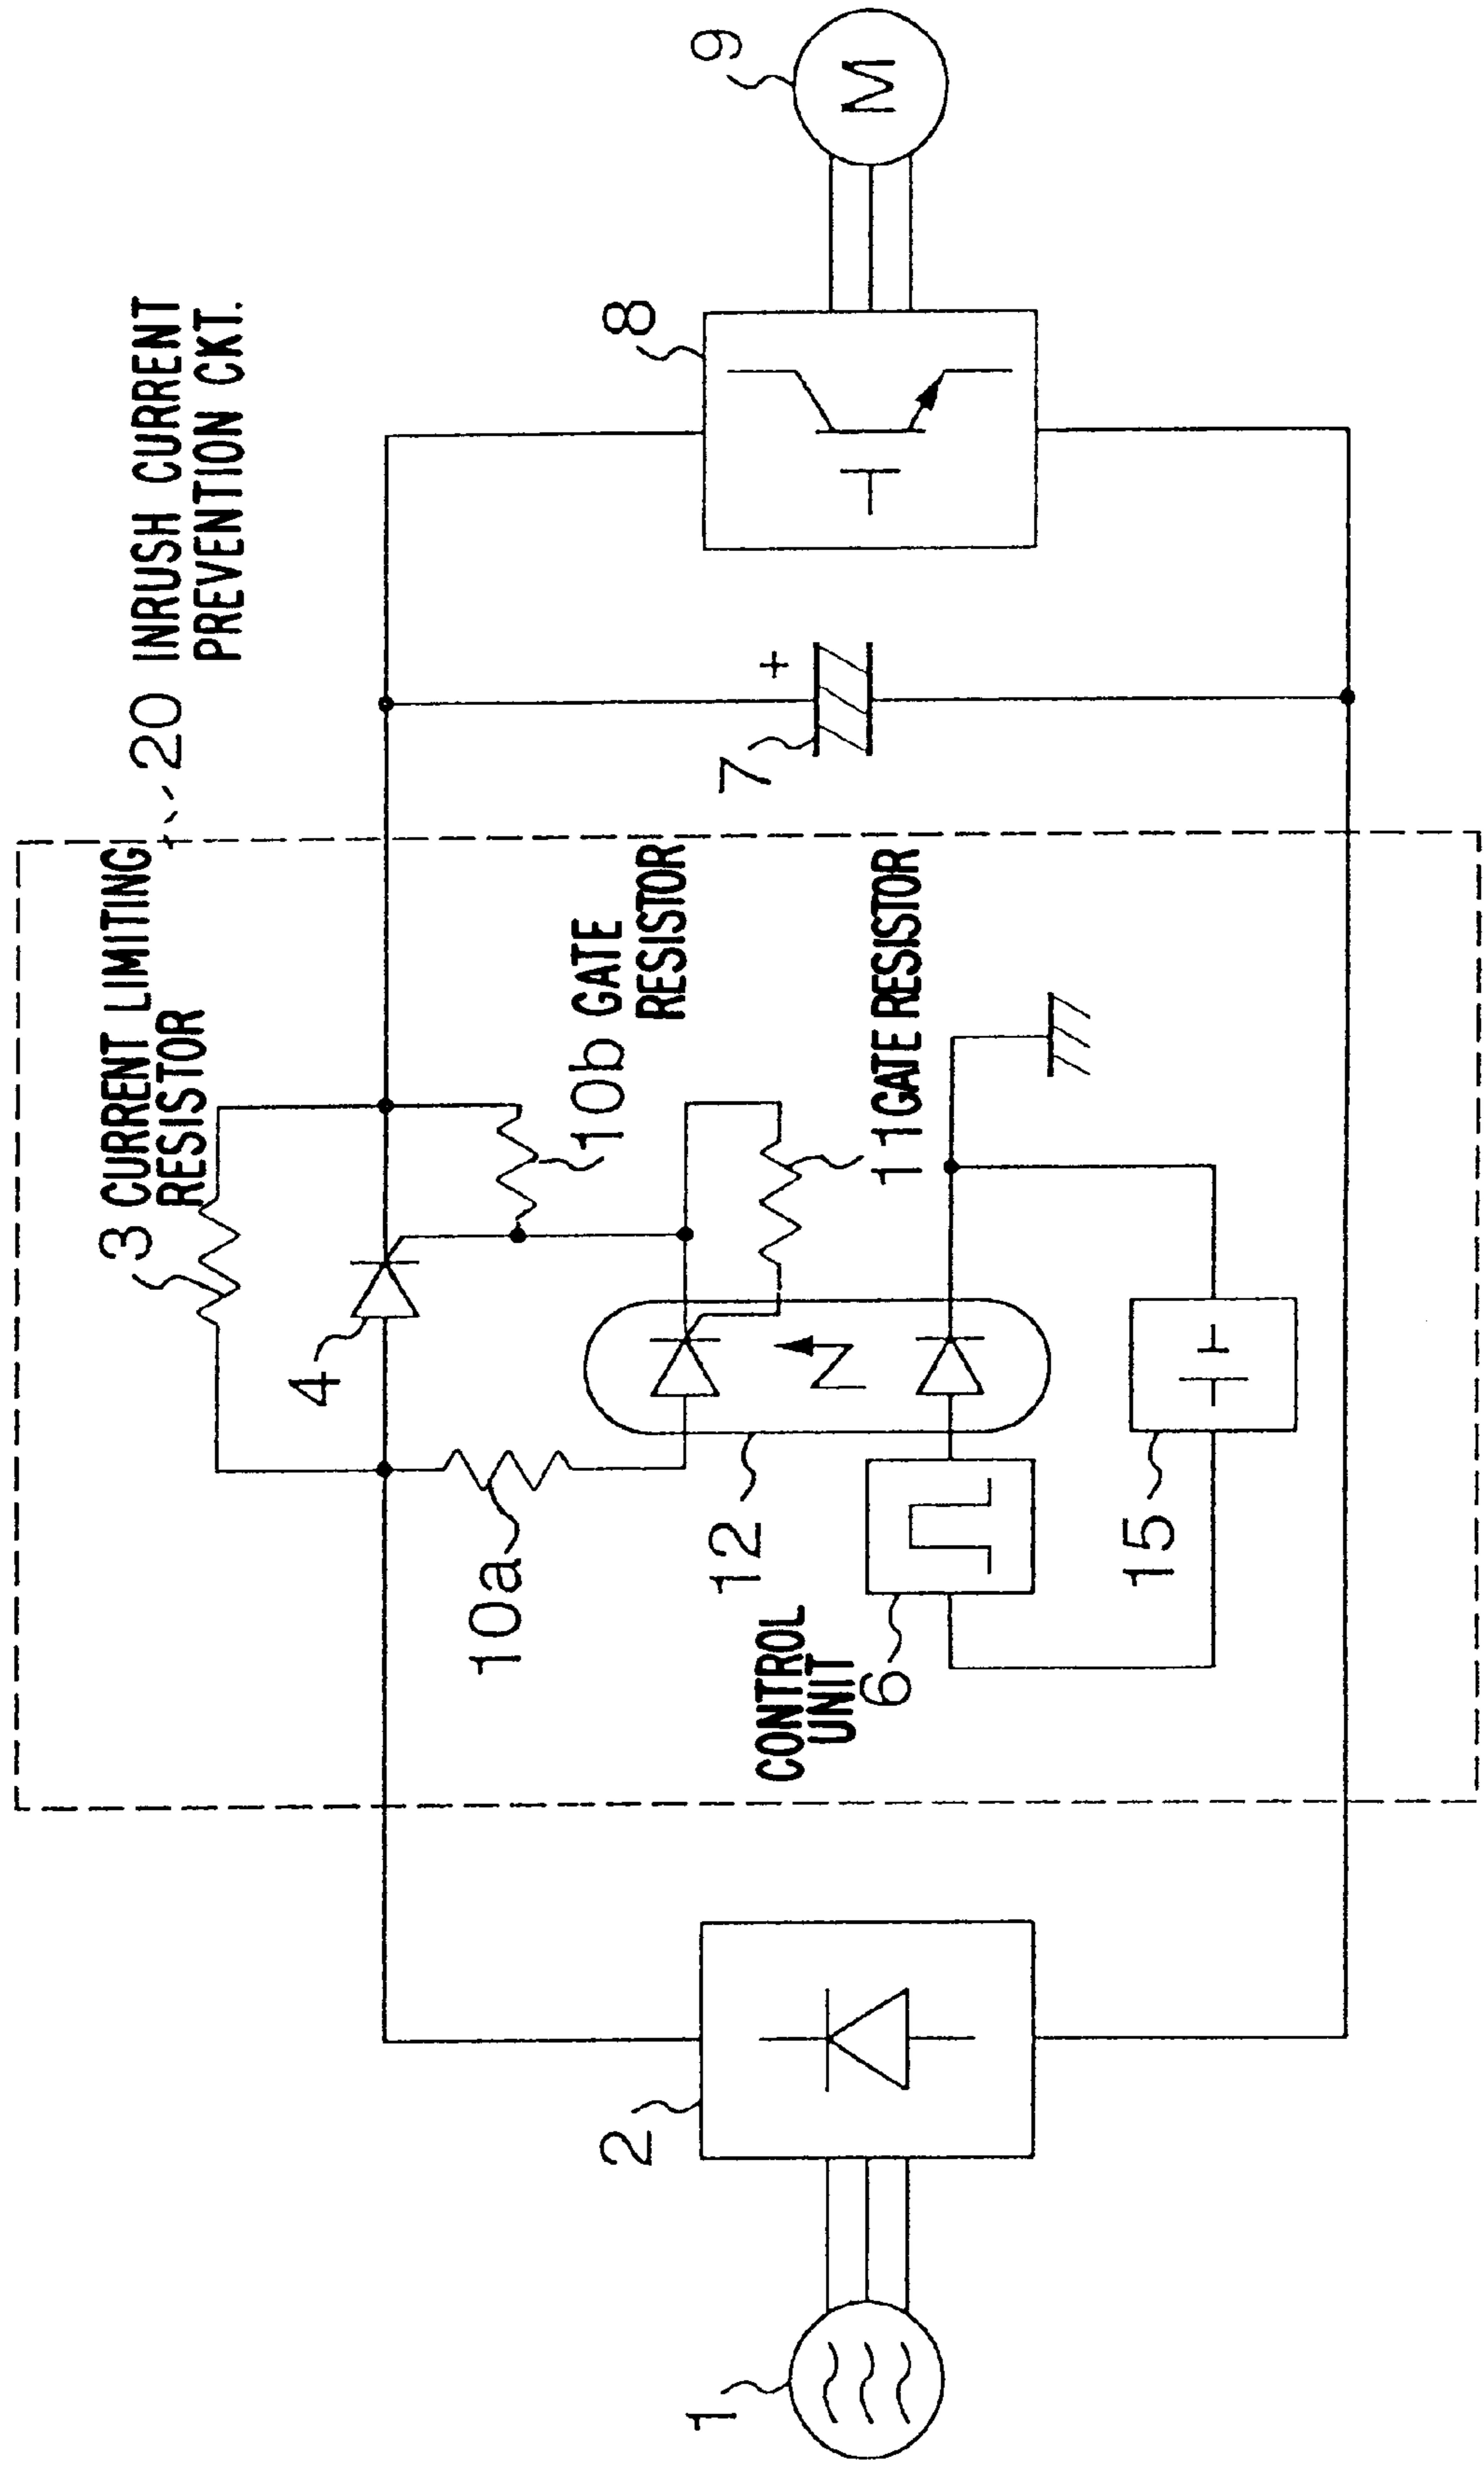 20 INRUSH CURRENT
PREVENTION CKT.
3 CURRENT LIMITING
RESISTOR
4
10b GATE
RESISTOR
10a
12
11 GATE RESISTOR
CONTROL
UNIT
6
15
1
2
7
+
8
9
M